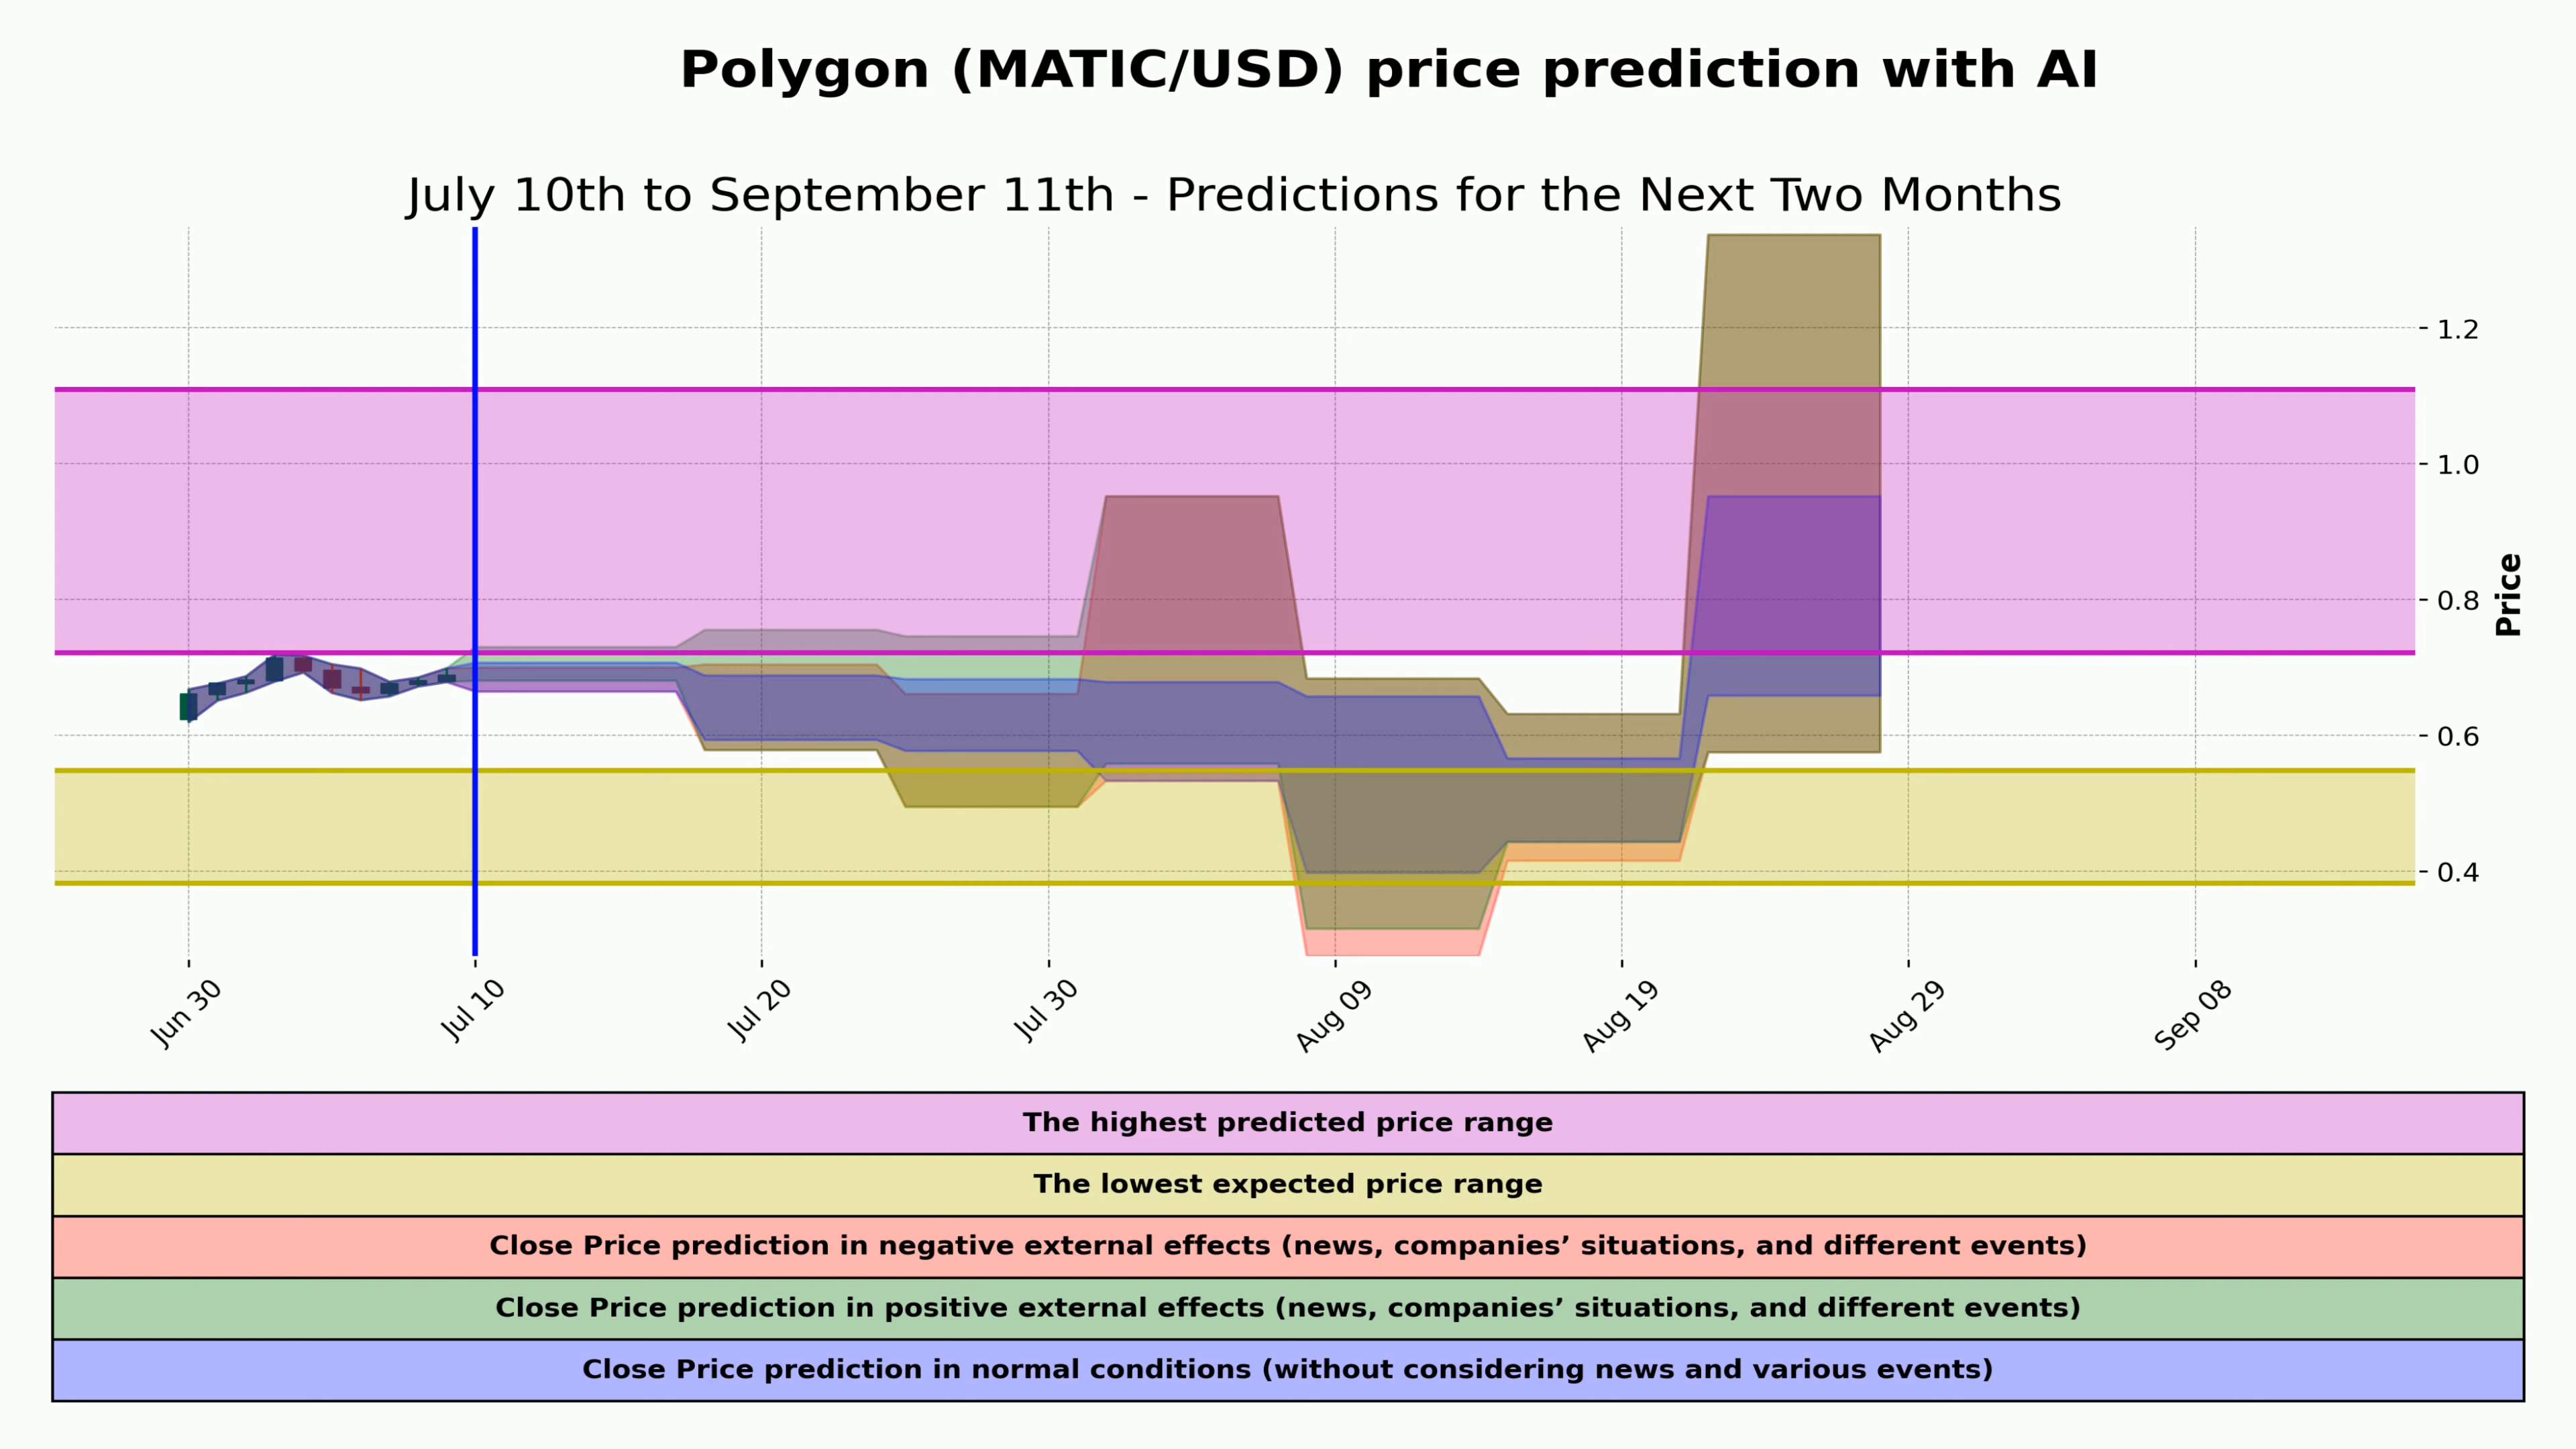 Polygon (MATIC/USD) price prediction with AI
July 10th to September 11th - Predictions for the Next Two Months
1.2
1.0
0.8
0.6
0.4
Price
Jun 30
Jul 10
Jul 20
Jul 30
Aug 09
Aug 19
Aug 29
Sep 08
The highest predicted price range
The lowest expected price range
Close Price prediction in negative external effects (news, companies’ situations, and different events)
Close Price prediction in positive external effects (news, companies’ situations, and different events)
Close Price prediction in normal conditions (without considering news and various events)